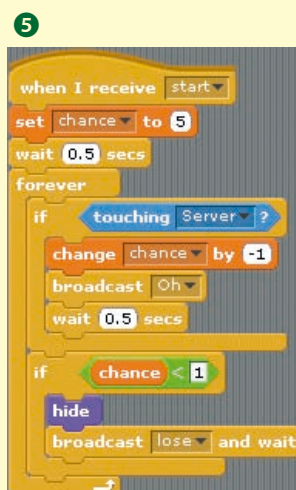 5
when I receive start
set chance to 5
wait 0.5 secs
forever
if touching Server ?
change chance by -1
broadcast Oh
wait 0.5 secs
if chance < 1
hide
broadcast lose and wait